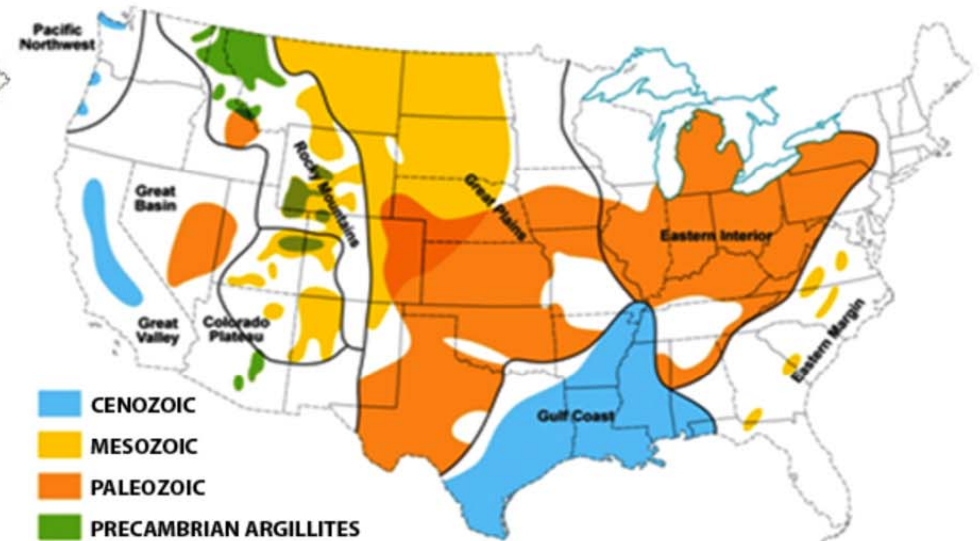 Pacific
Northwest
Rocky Mountains
Great
Basin
Great Plains
Eastern Interior
Great
Valley
Colorado
Plateau
Eastern Margin
Gulf Coast
CENOZOIC
MESOZOIC
PALEOZOIC
PRECAMBRIAN ARGILLITES